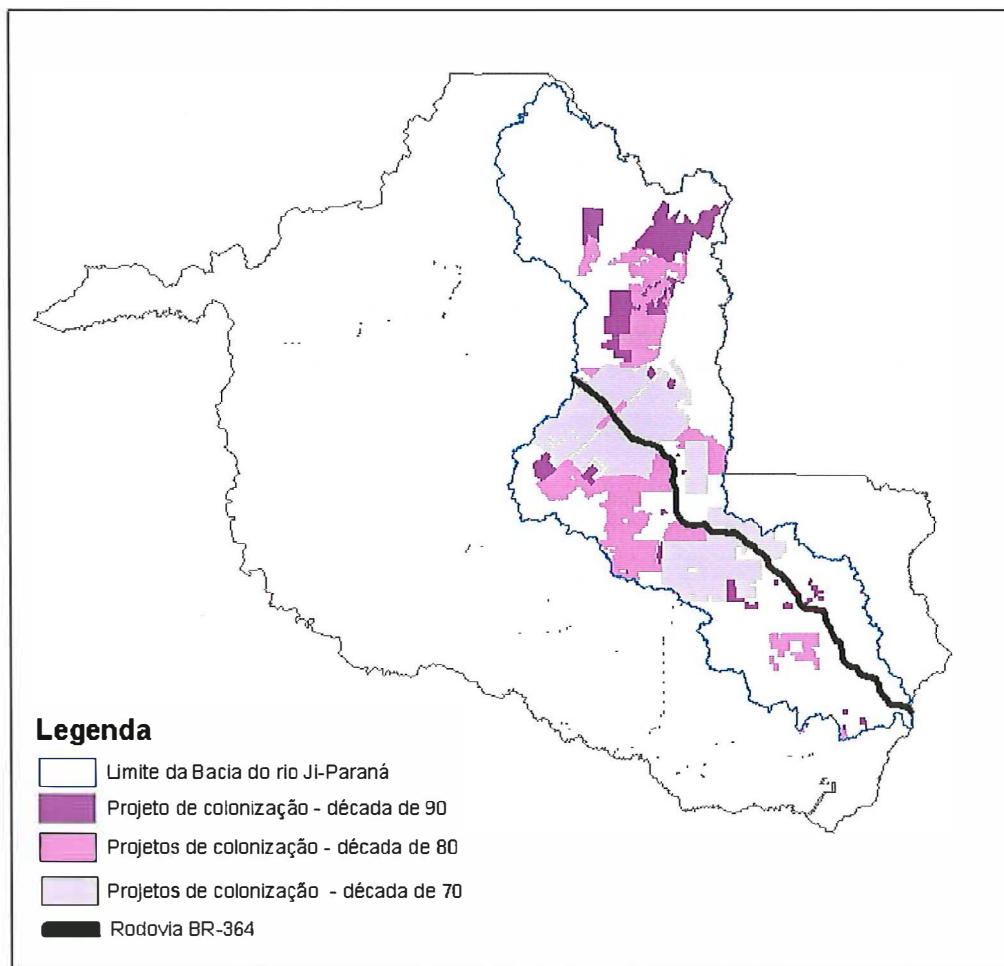 Legenda
Limite da Bacia do rio Ji-Paraná
Projeto de colonização - década de 90
Projetos de colonização - década de 80
Projetos de colonização - década de 70
Rodovia BR-364